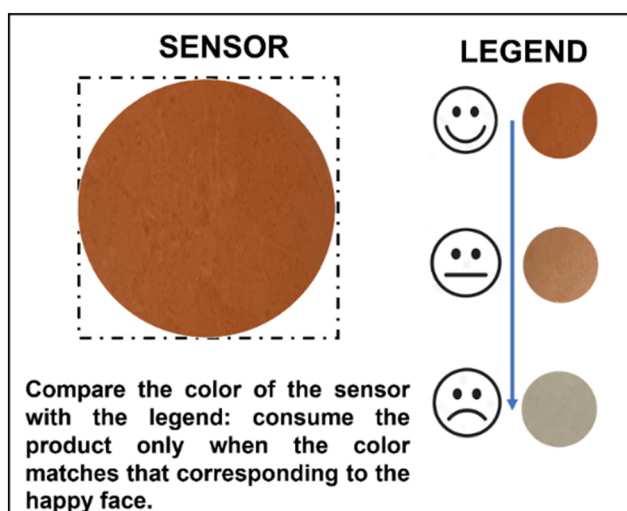 SENSOR
LEGEND
Compare the color of the sensor
with the legend: consume the
product only when the color
matches that corresponding to the
happy face.